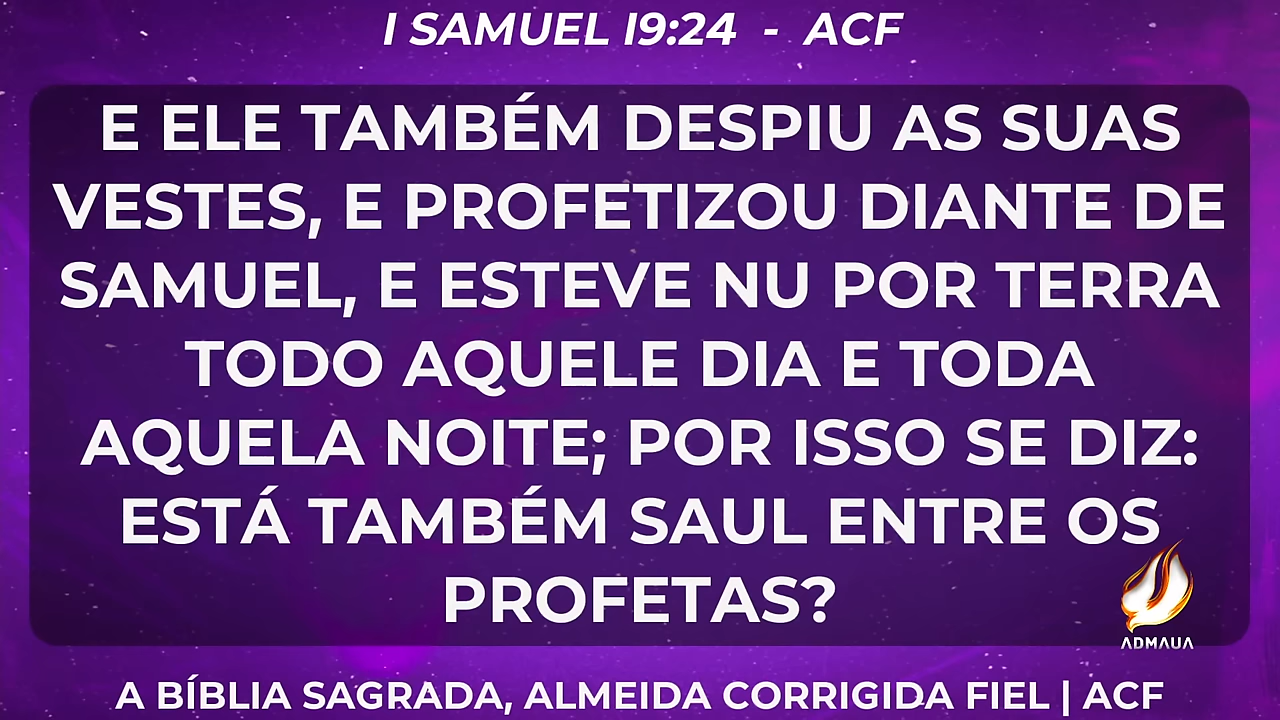 I SAMUEL I9:24 - ACF
E ELE TAMBÉM DESPIU AS SUAS
VESTES, E PROFETIZOU DIANTE DE
SAMUEL, E ESTEVE NU POR TERRA
TODO AQUELE DIA E TODA
AQUELA NOITE; POR ISSO SE DIZ:
ESTÁ TAMBÉM SAUL ENTRE OS
PROFETAS?
ADMAUA
A BÍBLIA SAGRADA, ALMEIDA CORRIGIDA FIEL | ACF